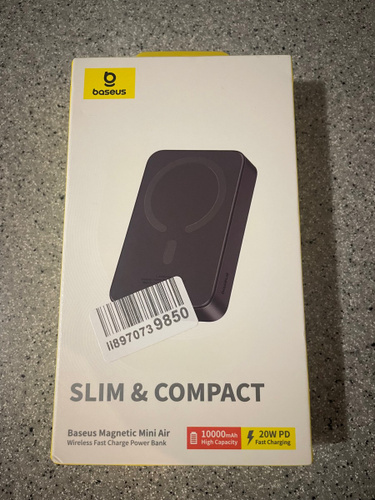 baseus
II8970739850
SLIM & COMPACT
Baseus Magnetic Mini Air
Wireless Fast Charge Power Bank
10000mAh
High Capacity
20W PD
Fast Charging